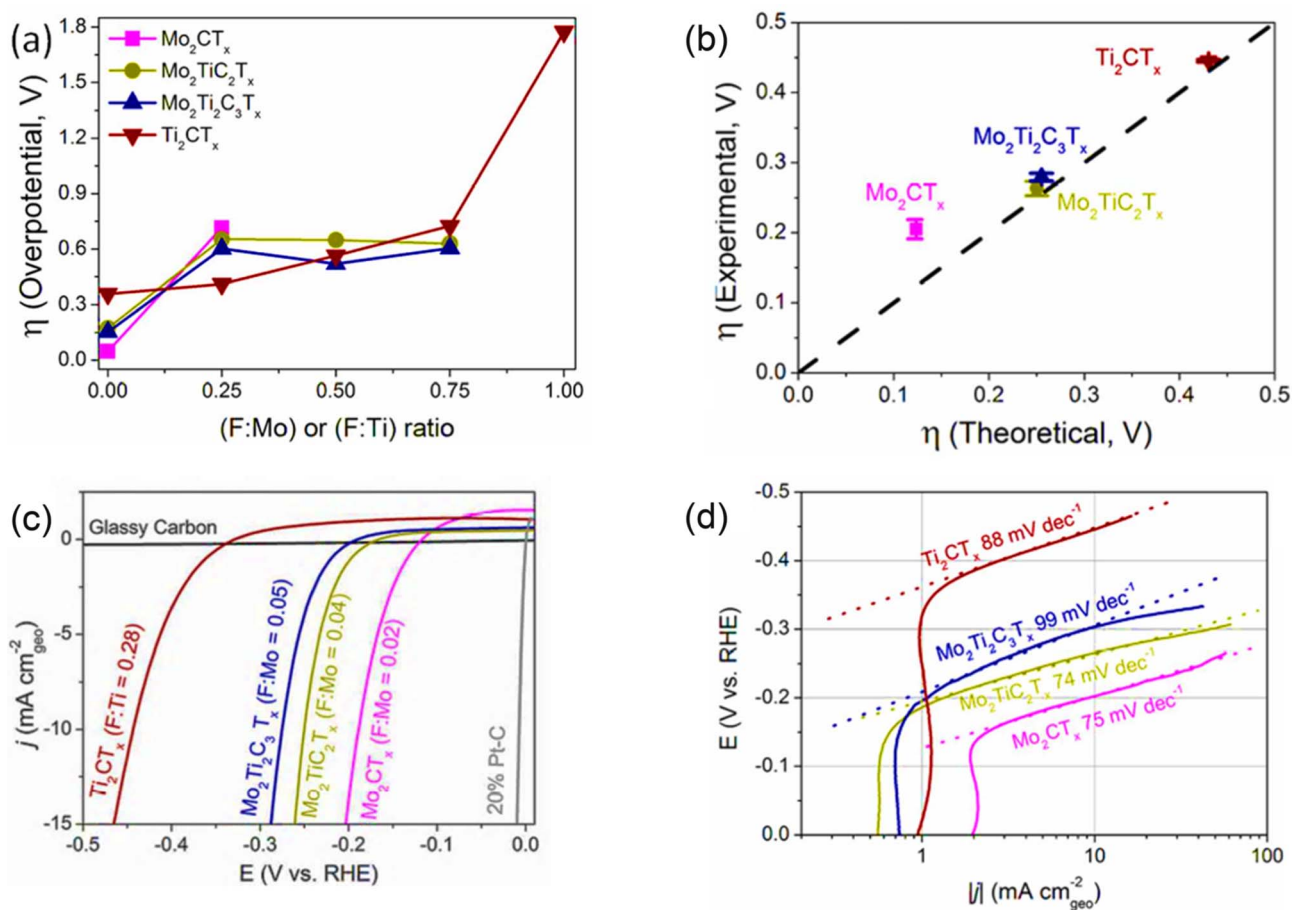 (a)
η (Overpotential, V)
1.8
1.5
1.2
0.9
0.6
0.3
0.0
Mo₂CTₓ
Mo₂TiC₂Tₓ
Mo₂Ti₂C₃Tₓ
Ti₂CTₓ
0.00 0.25 0.50 0.75 1.00
(F:Mo) or (F:Ti) ratio
(b)
η (Experimental, V)
0.5
0.4
0.3
0.2
0.1
0.0
Ti₂CTₓ
Mo₂Ti₂C₃Tₓ
Mo₂CTₓ
Mo₂TiC₂Tₓ
0.0 0.1 0.2 0.3 0.4 0.5
η (Theoretical, V)
(c)
j (mA cm⁻²geo)
0
-5
-10
-15
Glassy Carbon
Ti₂CTₓ (F:Ti = 0.28)
Mo₂Ti₂C₃Tₓ (F:Mo = 0.05)
Mo₂TiC₂Tₓ (F:Mo = 0.04)
Mo₂CTₓ (F:Mo = 0.02)
20% Pt-C
-0.5 -0.4 -0.3 -0.2 -0.1 0.0
E (V vs. RHE)
(d)
E (V vs. RHE)
-0.5
-0.4
-0.3
-0.2
-0.1
0.0
Ti₂CTₓ 88 mV dec⁻¹
Mo₂Ti₂C₃Tₓ 99 mV dec⁻¹
Mo₂TiC₂Tₓ 74 mV dec⁻¹
Mo₂CTₓ 75 mV dec⁻¹
1 10 100
|j| (mA cm⁻²geo)